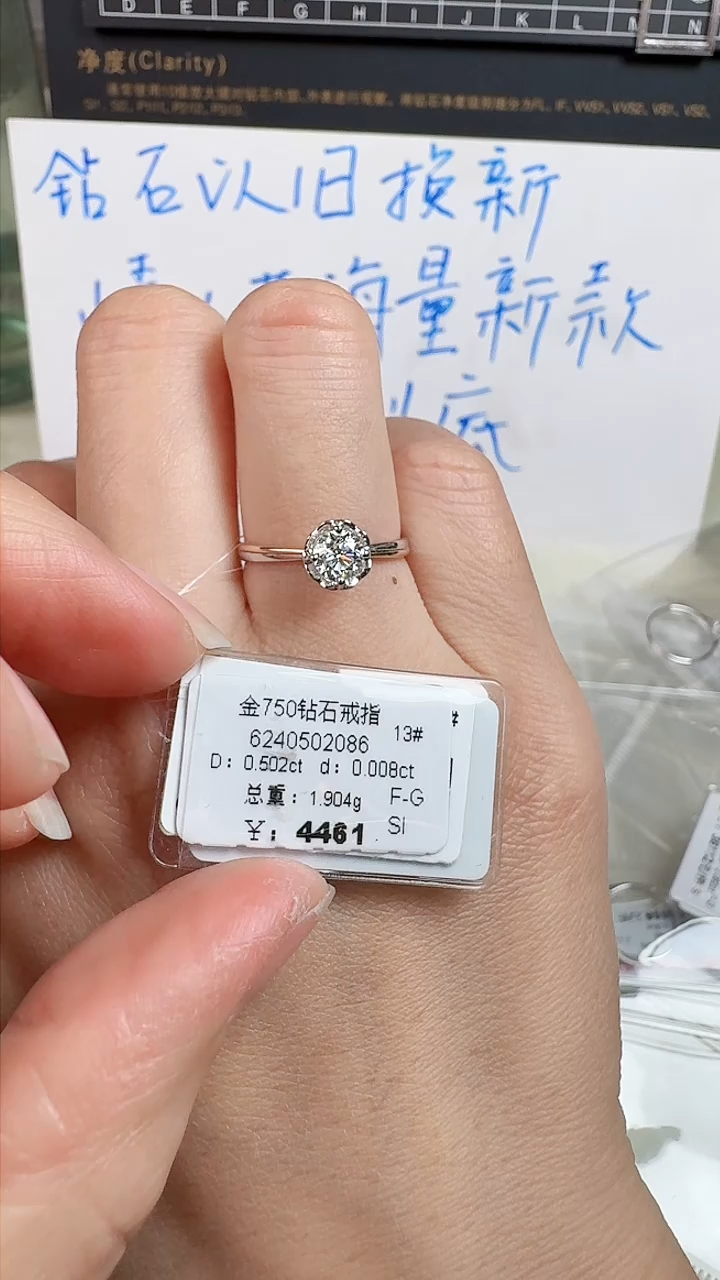 D E F G H I J K L M N
净度(Clarity)
钻石以旧换新
海量新款
底
金750钻石戒指
13#
6240502086
D: 0.502ct d: 0.008ct
总重: 1.904g F-G
¥: 4461 SI